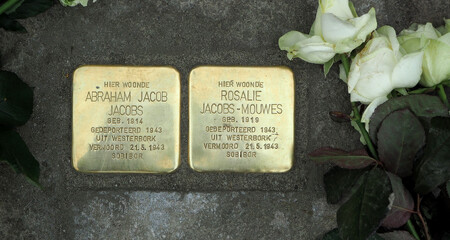 HIER WOONDE
ABRAHAM JACOB
JACOBS
GEB. 1914
GEDEPORTEERD 1943
UIT WESTERBORK
VERMOORD 21.5.1943
SOBIBOR
HIER WOONDE
ROSALIE
JACOBS-MOUWES
GEB. 1919
GEDEPORTEERD 1943
UIT WESTERBORK
VERMOORD 21.5.1943
SOBIBOR